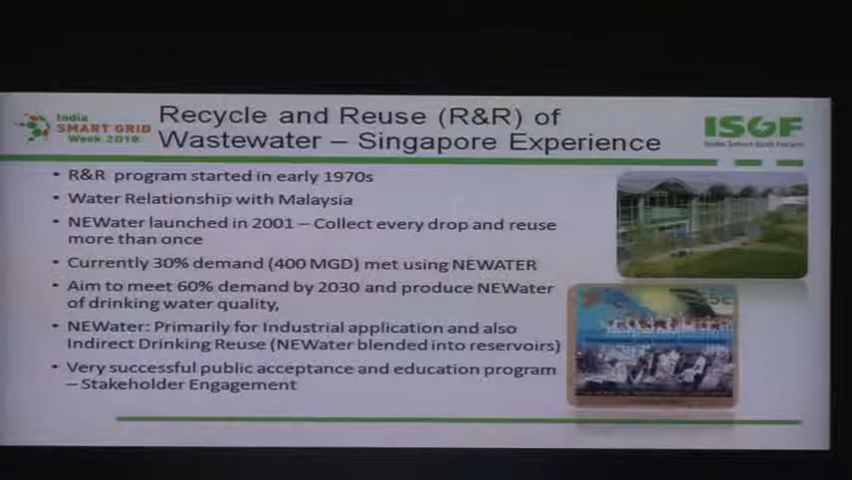 India
SMART GRID
Week 2018
Recycle and Reuse (R&R) of
Wastewater – Singapore Experience
ISGF
India Smart Grid Forum
• R&R program started in early 1970s
• Water Relationship with Malaysia
• NEWater launched in 2001 – Collect every drop and reuse
more than once
• Currently 30% demand (400 MGD) met using NEWATER
• Aim to meet 60% demand by 2030 and produce NEWater
of drinking water quality,
• NEWater: Primarily for Industrial application and also
Indirect Drinking Reuse (NEWater blended into reservoirs)
• Very successful public acceptance and education program
– Stakeholder Engagement